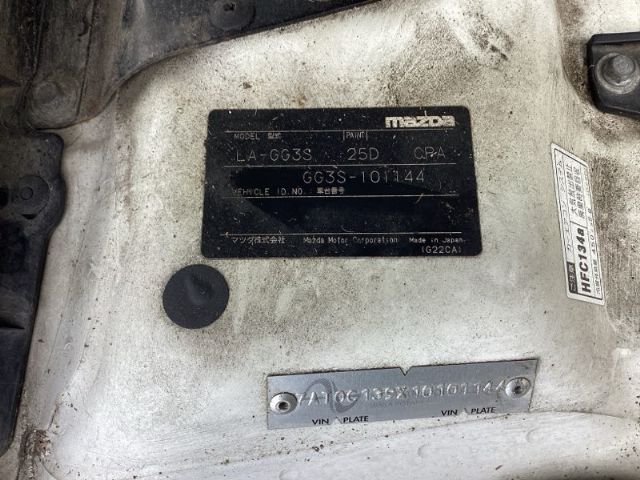 mazda
MODEL 型式 PAINT
LA-GG3S 25D CPA
GG3S-101144
VEHICLE ID.NO. 車台番号
マツダ株式会社 Mazda Motor Corporation Made in Japan
(G22CA)
HFC134a
7AT0G13SX10101144
VIN PLATE VIN PLATE